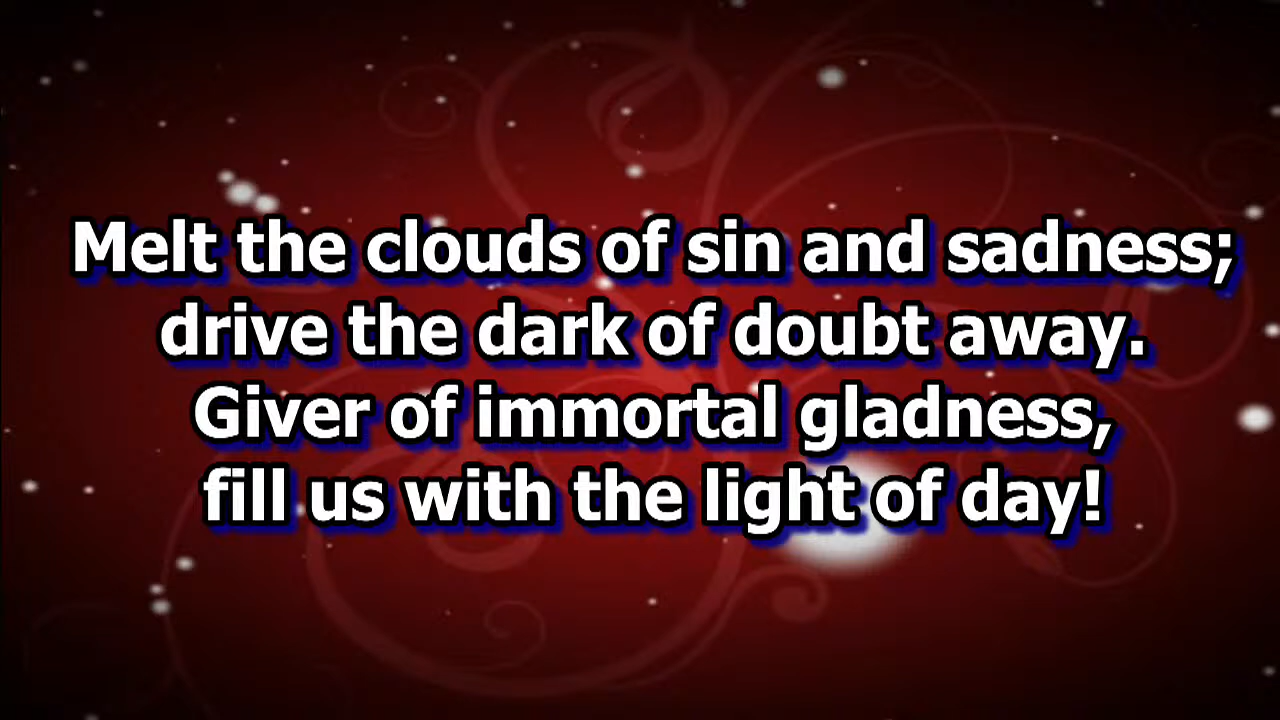 Melt the clouds of sin and sadness;
drive the dark of doubt away.
Giver of immortal gladness,
fill us with the light of day!